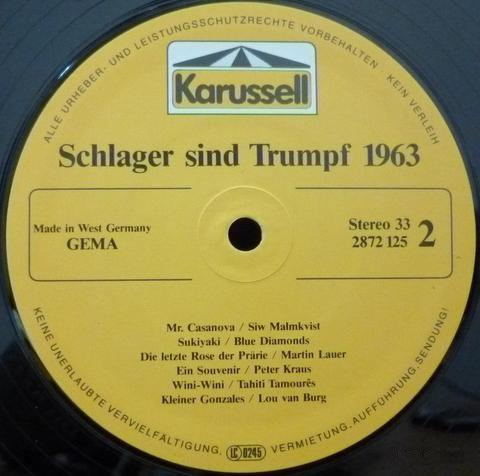 ALLE URHEBER- UND LEISTUNGSSCHUTZRECHTE VORBEHALTEN
KEIN VERLEIH
Karussell
Schlager sind Trumpf 1963
Made in West Germany
GEMA
Stereo 33
2872 125
2
Mr. Casanova / Siw Malmkvist
Sukiyaki / Blue Diamonds
Die letzte Rose der Prärie / Martin Lauer
Ein Souvenir / Peter Kraus
Wini-Wini / Tahiti Tamourês
Kleiner Gonzales / Lou van Burg
KEINE UNERLAUBTE VERVIELFÄLTIGUNG,
LC 0245
VERMIETUNG, AUFFÜHRUNG, SENDUNG!